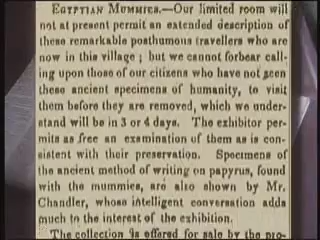 EGYPTIAN MUMMIES.—Our limited room will
not at present permit an extended description of
these remarkable posthumous travellers who are
now in this village ; but we cannot forbear call-
ing upon those of our citizens who have not seen
these ancient specimens of humanity, to visit
them before they are removed, which we under-
stand will be in 3 or 4 days. The exhibitor per-
mits as free an examination of them as is con-
sistent with their preservation. Specimens of
the ancient method of writing on papyrus, found
with the mummies, are also shown by Mr.
Chandler, whose intelligent conversation adds
much to the interest of the exhibition.
The collection is offered for sale by the pro-